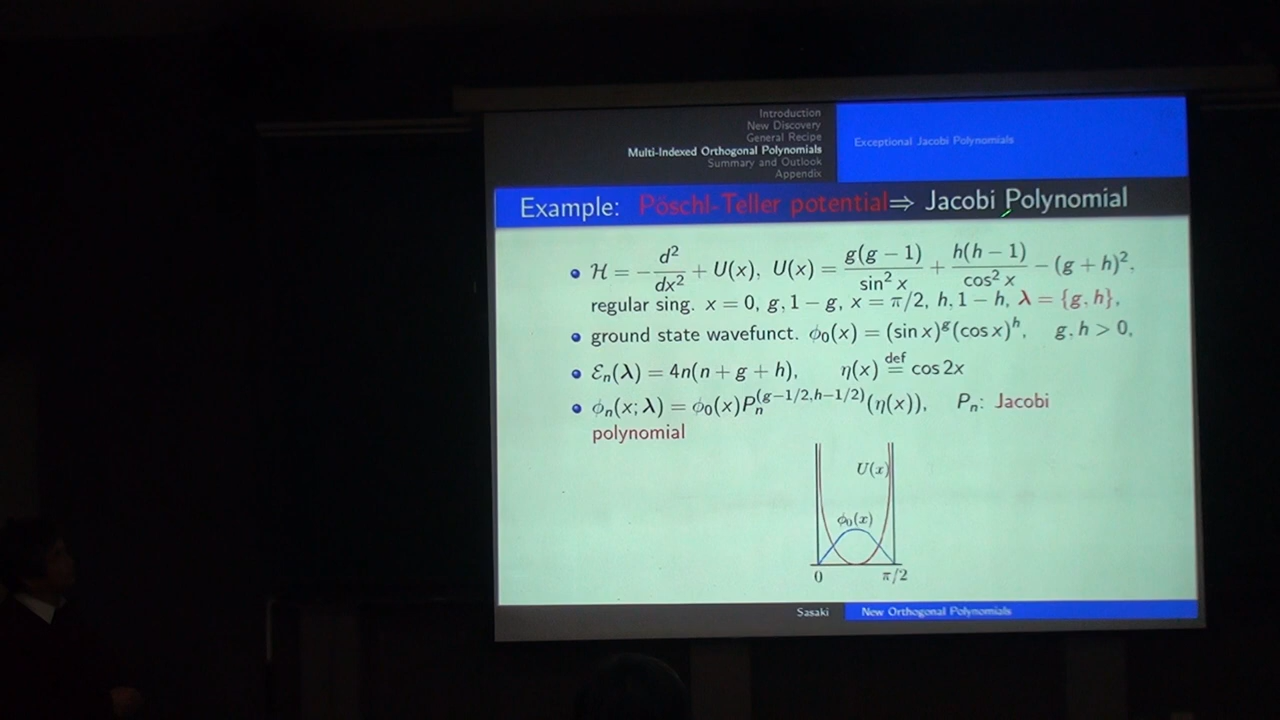 Introduction
New Discovery
General Recipe
Multi-Indexed Orthogonal Polynomials
Summary and Outlook
Appendix
Exceptional Jacobi Polynomials
Example: Pöschl-Teller potential⇒ Jacobi Polynomial
ℋ = −d²/dx² + U(x), U(x) = g(g − 1)/sin² x + h(h − 1)/cos² x − (g + h)²,
regular sing. x = 0, g, 1 − g, x = π/2, h, 1 − h, λ = {g, h},
ground state wavefunct. ϕ₀(x) = (sin x)^g(cos x)^h, g, h > 0,
ℰₙ(λ) = 4n(n + g + h), η(x) def= cos 2x
ϕₙ(x; λ) = ϕ₀(x)Pₙ^(g−1/2,h−1/2)(η(x)), Pₙ: Jacobi
polynomial
U(x)
ϕ₀(x)
0 π/2
Sasaki New Orthogonal Polynomials